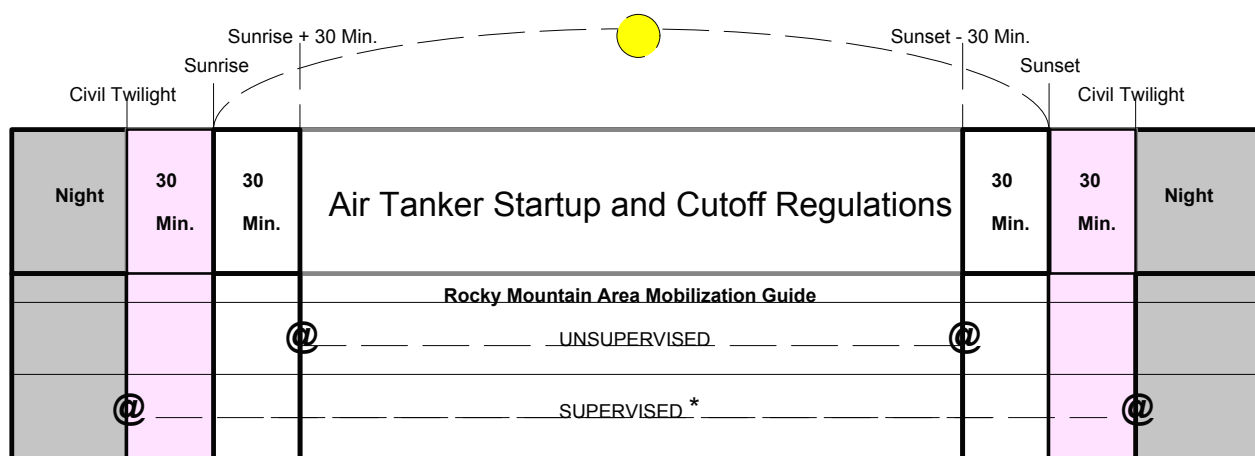 Sunrise + 30 Min.
Sunset - 30 Min.
Sunrise
Sunset
Civil Twilight
Civil Twilight
Night
30
Min.
30
Min.
Air Tanker Startup and Cutoff Regulations
30
Min.
30
Min.
Night
Rocky Mountain Area Mobilization Guide
@ UNSUPERVISED @
@ SUPERVISED * @